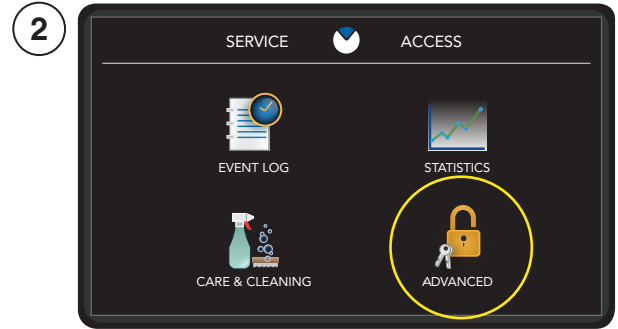 2
SERVICE ACCESS
EVENT LOG
STATISTICS
CARE & CLEANING
ADVANCED